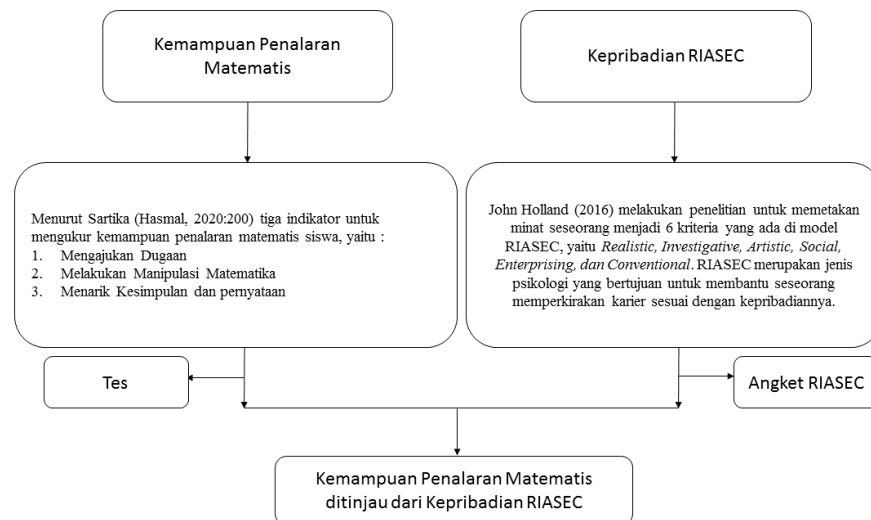 Kemampuan Penalaran
Matematis
Kepribadian RIASEC
Menurut Sartika (Hasmal, 2020:200) tiga indikator untuk
mengukur kemampuan penalaran matematis siswa, yaitu :
1. Mengajukan Dugaan
2. Melakukan Manipulasi Matematika
3. Menarik Kesimpulan dan pernyataan
John Holland (2016) melakukan penelitian untuk memetakan
minat seseorang menjadi 6 kriteria yang ada di model
RIASEC, yaitu Realistic, Investigative, Artistic, Social,
Enterprising, dan Conventional. RIASEC merupakan jenis
psikologi yang bertujuan untuk membantu seseorang
memperkirakan karier sesuai dengan kepribadiannya.
Tes
Angket RIASEC
Kemampuan Penalaran Matematis
ditinjau dari Kepribadian RIASEC